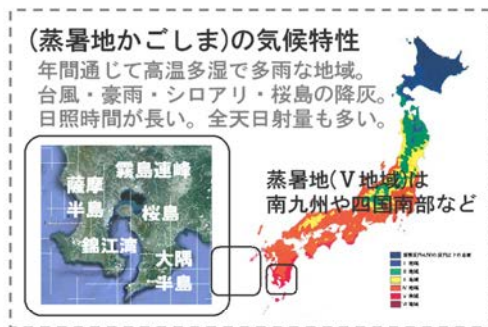 (蒸暑地かごしま)の気候特性
年間通じて高温多湿で多雨な地域。
台風・豪雨・シロアリ・桜島の降灰。
日照時間が長い。全天日射量も多い。
霧島連峰
薩摩
半島
桜島
錦江湾
大隅
半島
蒸暑地(Ⅴ地域)は
南九州や四国南部など